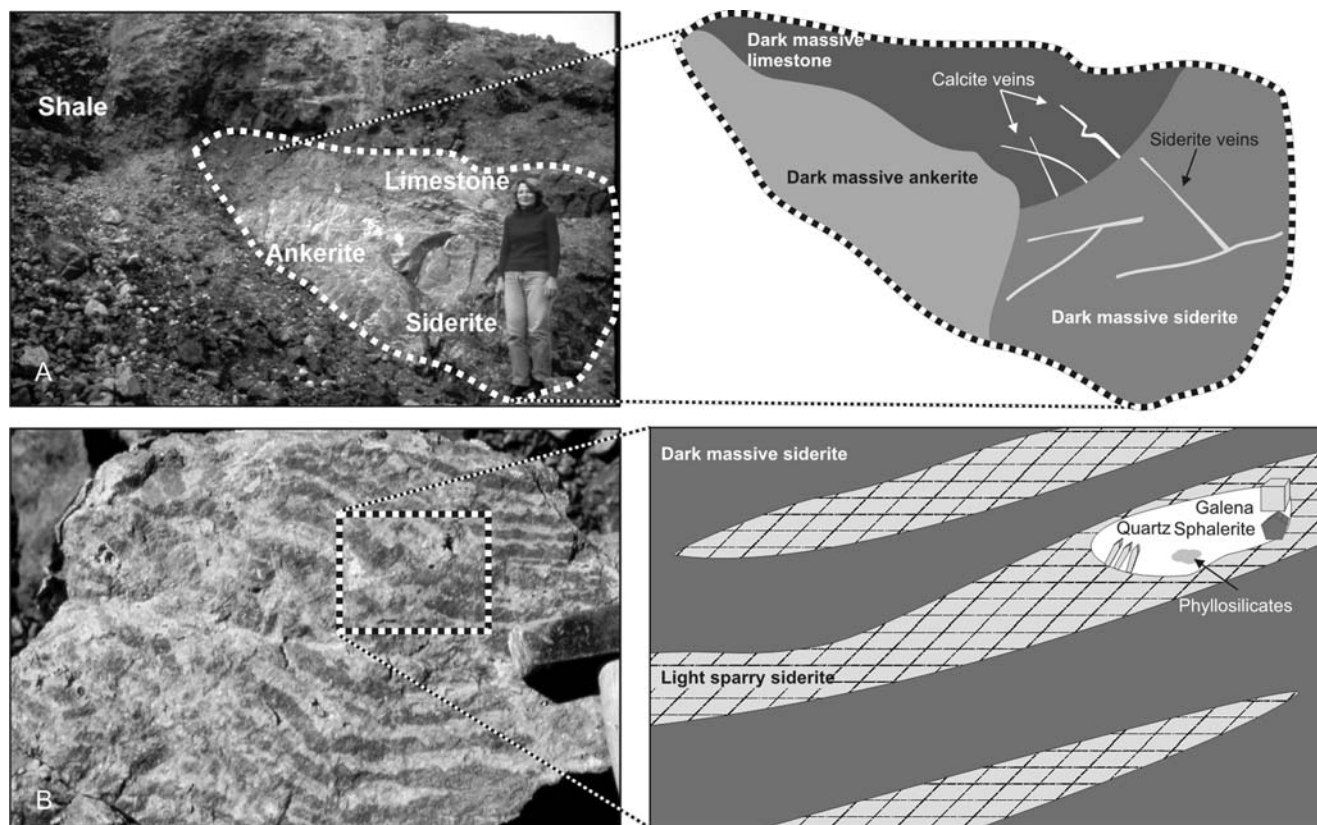 Shale
Limestone
Ankerite
Siderite
A
Dark massive
limestone
Calcite veins
Siderite veins
Dark massive ankerite
Dark massive siderite
B
Dark massive siderite
Galena
Quartz Sphalerite
Phyllosilicates
Light sparry siderite